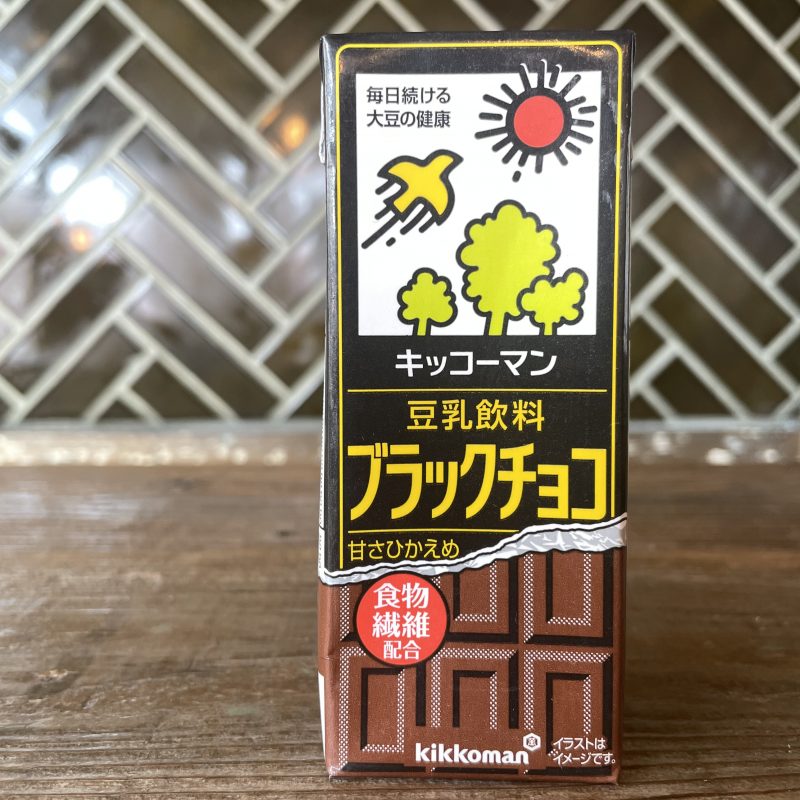 毎日続ける
大豆の健康
キッコーマン
豆乳飲料
ブラックチョコ
甘さひかえめ
食物
繊維
配合
kikkoman
イラストは
イメージです。